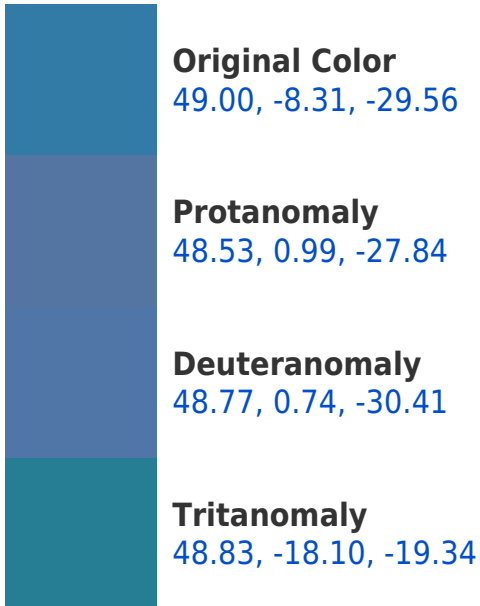 Original Color
49.00, -8.31, -29.56
Protanomaly
48.53, 0.99, -27.84
Deuteranomaly
48.77, 0.74, -30.41
Tritanomaly
48.83, -18.10, -19.34